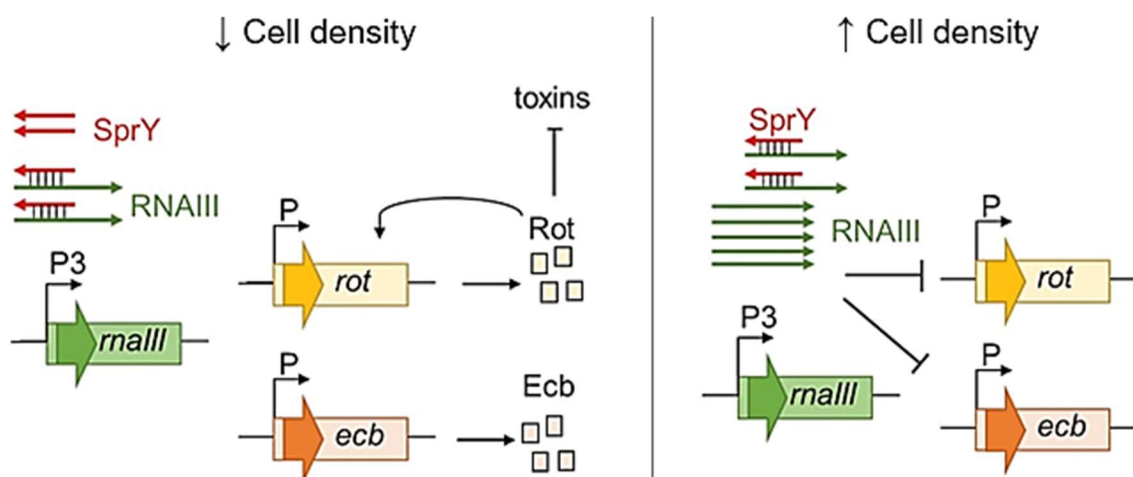 ↓ Cell density
toxins
SprY
RNAIII
P
Rot
rot
P3
rnaIII
P
Ecb
ecb
↑ Cell density
SprY
RNAIII
P
rot
P3
rnaIII
P
ecb